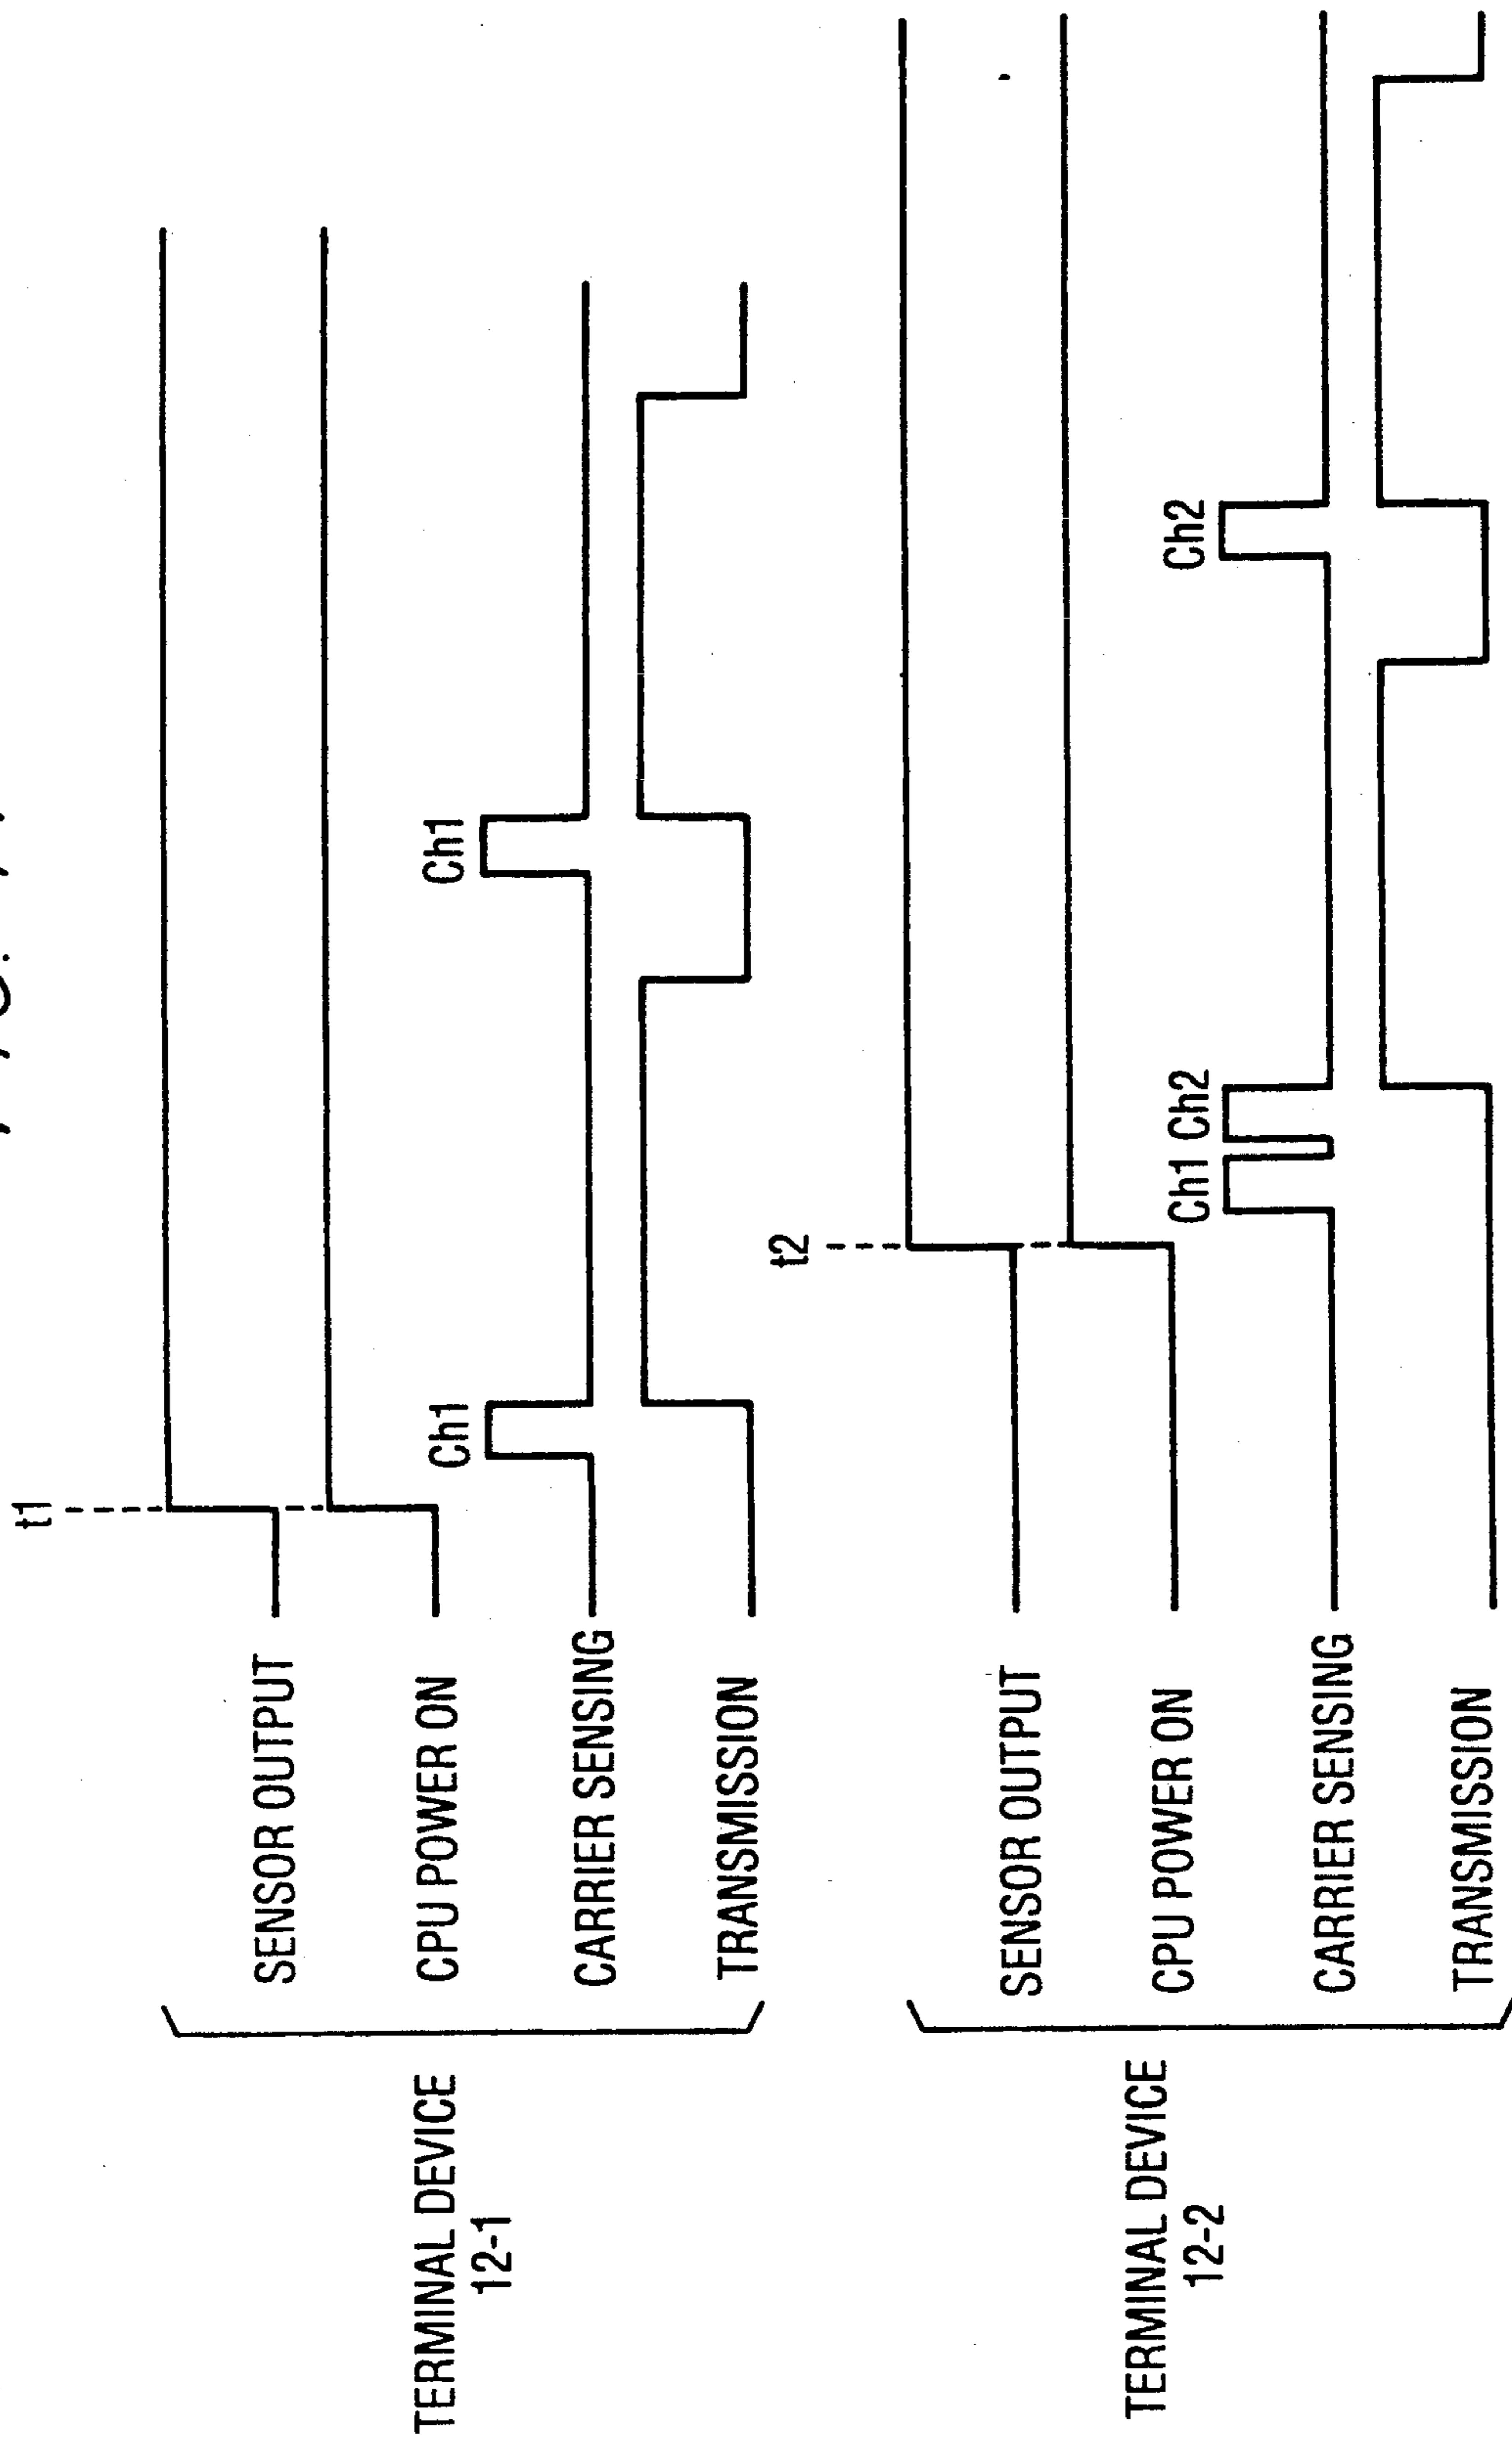 t1
SENSOR OUTPUT
CPU POWER ON
Ch1 Ch1
CARRIER SENSING
TRANSMISSION
TERMINAL DEVICE
12-1
t2
SENSOR OUTPUT
CPU POWER ON
Ch1 Ch2 Ch2
CARRIER SENSING
TRANSMISSION
TERMINAL DEVICE
12-2